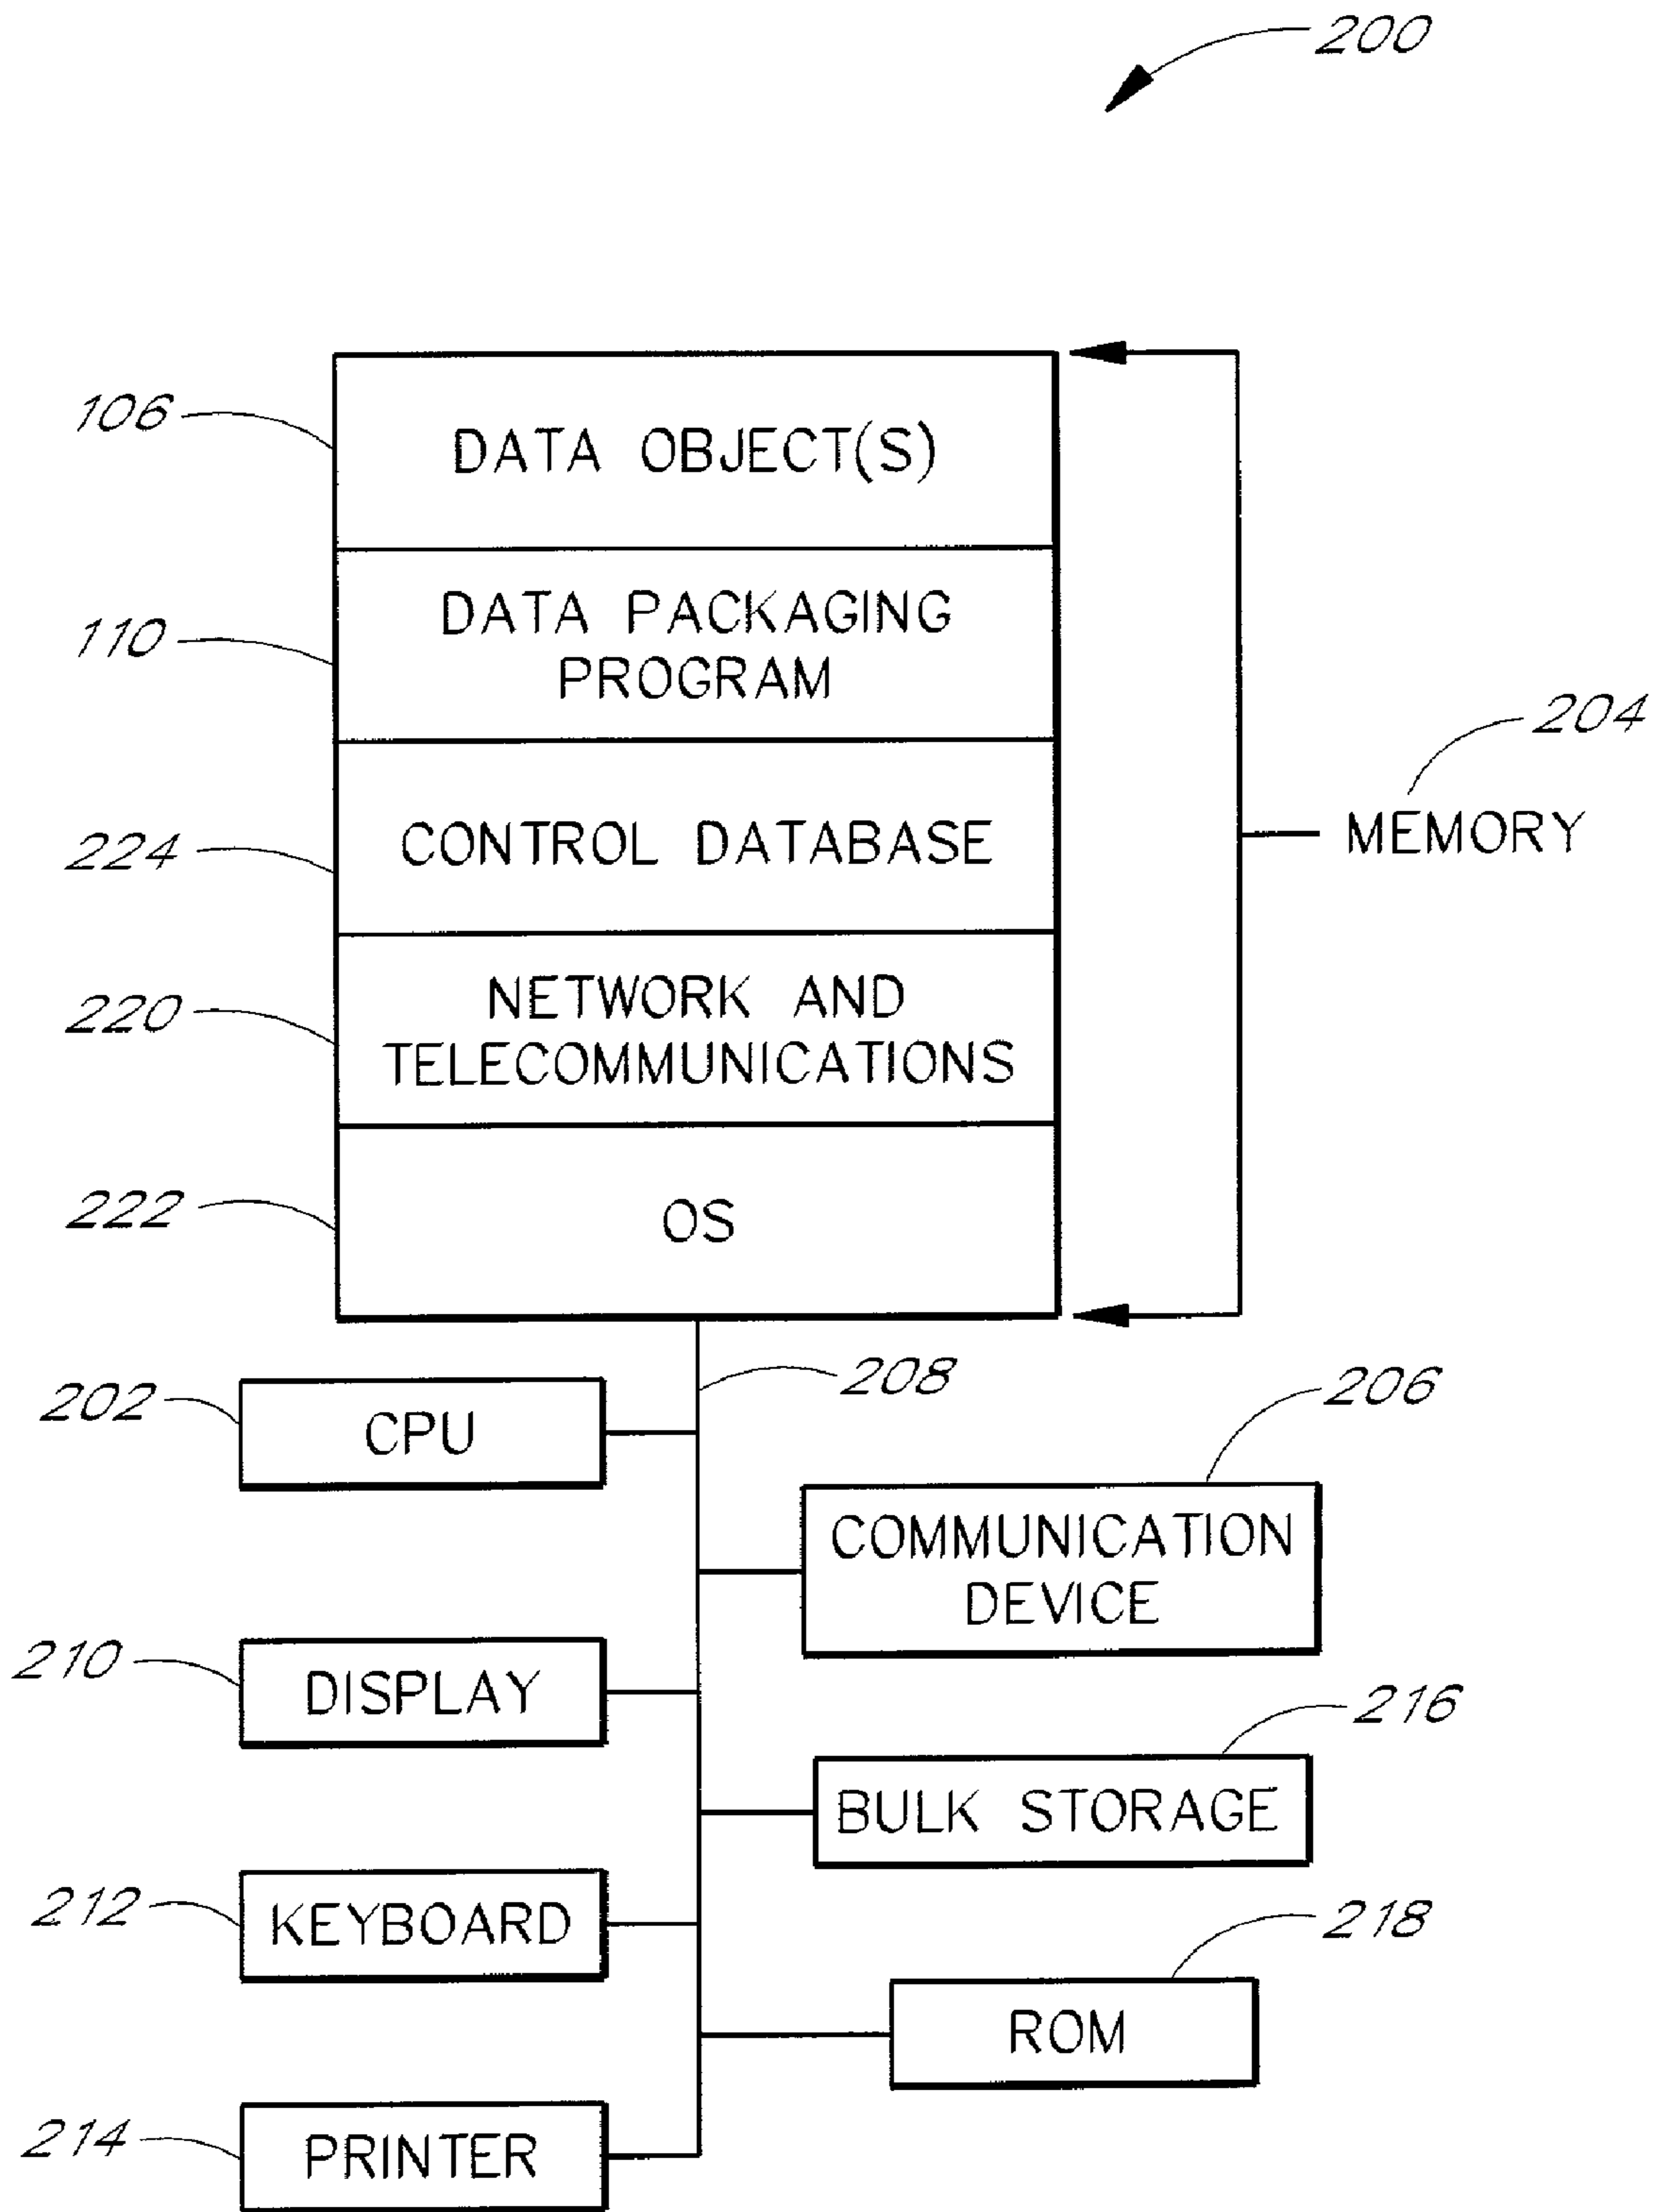 200
106
DATA OBJECT(S)
110
DATA PACKAGING
PROGRAM
204
MEMORY
224
CONTROL DATABASE
220
NETWORK AND
TELECOMMUNICATIONS
222
OS
208
202
CPU
206
COMMUNICATION
DEVICE
210
DISPLAY
216
BULK STORAGE
212
KEYBOARD
218
ROM
214
PRINTER